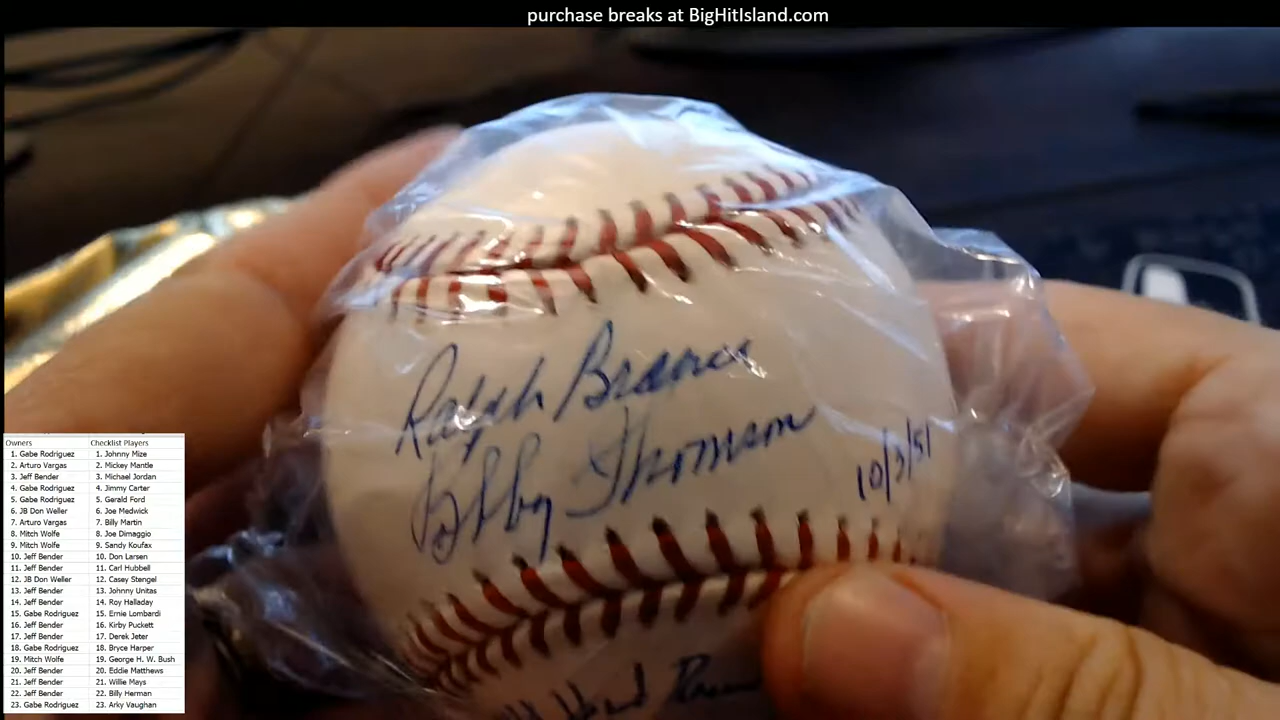 purchase breaks at BigHitIsland.com
Ralph Branca
Bobby Thomson
10/3/51
Owners Checklist Players
1. Gabe Rodriguez 1. Johnny Mize
2. Arturo Vargas 2. Mickey Mantle
3. Jeff Bender 3. Michael Jordan
4. Gabe Rodriguez 4. Jimmy Carter
5. Gabe Rodriguez 5. Gerald Ford
6. JB Don Weller 6. Joe Medwick
7. Arturo Vargas 7. Billy Martin
8. Mitch Wolfe 8. Joe Dimaggio
9. Mitch Wolfe 9. Sandy Koufax
10. Jeff Bender 10. Don Larsen
11. Jeff Bender 11. Carl Hubbell
12. JB Don Weller 12. Casey Stengel
13. Jeff Bender 13. Johnny Unitas
14. Jeff Bender 14. Roy Halladay
15. Gabe Rodriguez 15. Ernie Lombardi
16. Jeff Bender 16. Kirby Puckett
17. Jeff Bender 17. Derek Jeter
18. Gabe Rodriguez 18. Bryce Harper
19. Mitch Wolfe 19. George H. W. Bush
20. Jeff Bender 20. Eddie Matthews
21. Jeff Bender 21. Willie Mays
22. Jeff Bender 22. Billy Herman
23. Gabe Rodriguez 23. Arky Vaughan